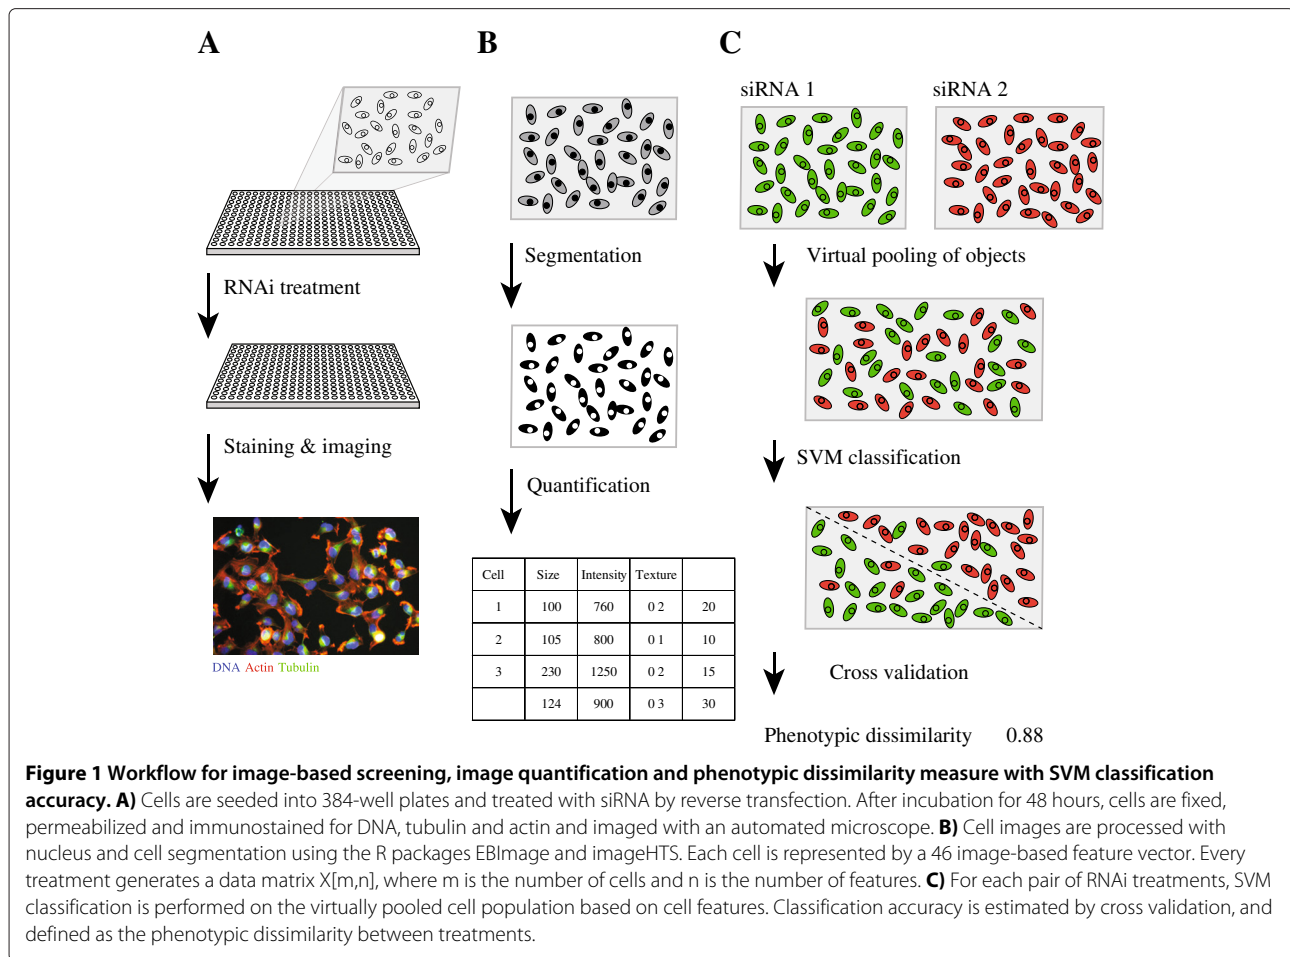 A
B
C
siRNA 1
siRNA 2
RNAi treatment
Segmentation
Virtual pooling of objects
Staining & imaging
Quantification
SVM classification
Cell Size Intensity Texture
1 100 760 0 2 20
2 105 800 0 1 10
3 230 1250 0 2 15
124 900 0 3 30
DNA Actin Tubulin
Cross validation
Phenotypic dissimilarity 0.88
Figure 1 Workflow for image-based screening, image quantification and phenotypic dissimilarity measure with SVM classification
accuracy. A) Cells are seeded into 384-well plates and treated with siRNA by reverse transfection. After incubation for 48 hours, cells are fixed,
permeabilized and immunostained for DNA, tubulin and actin and imaged with an automated microscope. B) Cell images are processed with
nucleus and cell segmentation using the R packages EBImage and imageHTS. Each cell is represented by a 46 image-based feature vector. Every
treatment generates a data matrix X[m,n], where m is the number of cells and n is the number of features. C) For each pair of RNAi treatments, SVM
classification is performed on the virtually pooled cell population based on cell features. Classification accuracy is estimated by cross validation, and
defined as the phenotypic dissimilarity between treatments.